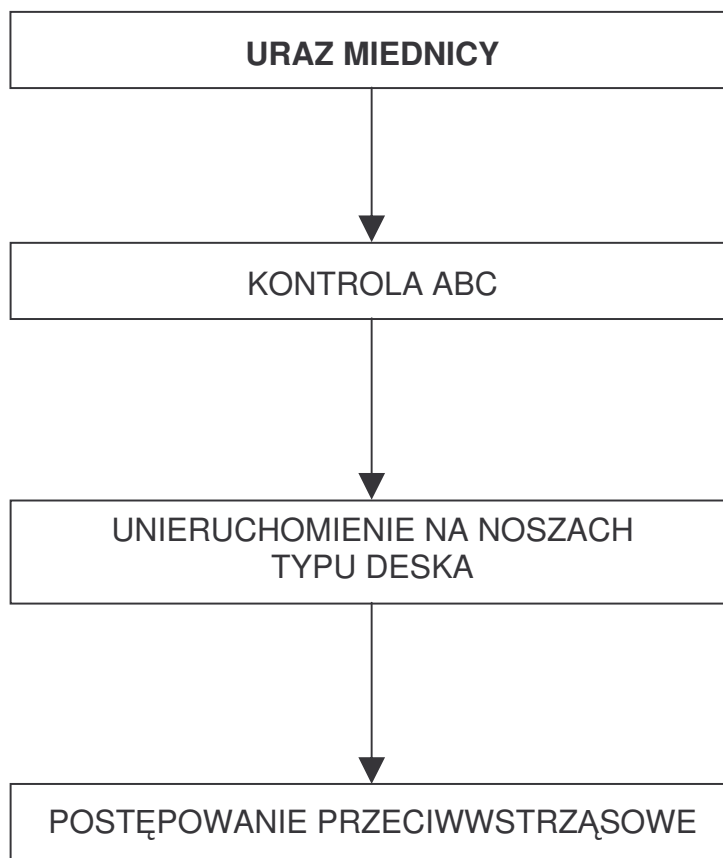 URAZ MIEDNICY
KONTROLA ABC
UNIERUCHOMIENIE NA NOSZACH
TYPU DESKA
POSTĘPOWANIE PRZECIWWSTRZĄSOWE